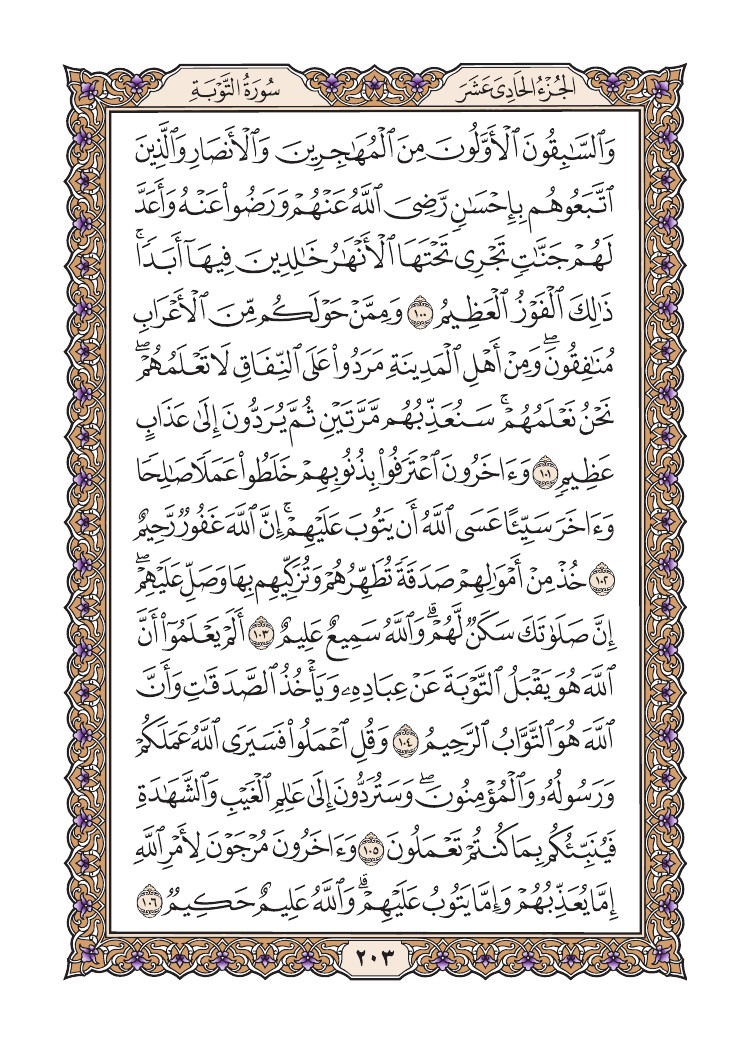 الجُزْءُ الحَادِى عَشَرَ
سُورَةُ التَّوْبَةِ
وَٱلسَّٰبِقُونَ ٱلْأَوَّلُونَ مِنَ ٱلْمُهَٰجِرِينَ وَٱلْأَنصَارِ وَٱلَّذِينَ
ٱتَّبَعُوهُم بِإِحْسَٰنٍ رَّضِىَ ٱللَّهُ عَنْهُمْ وَرَضُوا۟ عَنْهُ وَأَعَدَّ
لَهُمْ جَنَّٰتٍ تَجْرِى تَحْتَهَا ٱلْأَنْهَٰرُ خَٰلِدِينَ فِيهَآ أَبَدًا ۚ
ذَٰلِكَ ٱلْفَوْزُ ٱلْعَظِيمُ ١٠٠ وَمِمَّنْ حَوْلَكُم مِّنَ ٱلْأَعْرَابِ
مُنَٰفِقُونَ ۖ وَمِنْ أَهْلِ ٱلْمَدِينَةِ مَرَدُوا۟ عَلَى ٱلنِّفَاقِ لَا تَعْلَمُهُمْ ۖ
نَحْنُ نَعْلَمُهُمْ ۚ سَنُعَذِّبُهُم مَّرَّتَيْنِ ثُمَّ يُرَدُّونَ إِلَىٰ عَذَابٍ
عَظِيمٍ ١٠١ وَءَاخَرُونَ ٱعْتَرَفُوا۟ بِذُنُوبِهِمْ خَلَطُوا۟ عَمَلًا صَٰلِحًا
وَءَاخَرَ سَيِّئًا عَسَى ٱللَّهُ أَن يَتُوبَ عَلَيْهِمْ ۚ إِنَّ ٱللَّهَ غَفُورٌ رَّحِيمٌ
١٠٢ خُذْ مِنْ أَمْوَٰلِهِمْ صَدَقَةً تُطَهِّرُهُمْ وَتُزَكِّيهِم بِهَا وَصَلِّ عَلَيْهِمْ ۖ
إِنَّ صَلَوٰتَكَ سَكَنٌ لَّهُمْ ۗ وَٱللَّهُ سَمِيعٌ عَلِيمٌ ١٠٣ أَلَمْ يَعْلَمُوٓا۟ أَنَّ
ٱللَّهَ هُوَ يَقْبَلُ ٱلتَّوْبَةَ عَنْ عِبَادِهِۦ وَيَأْخُذُ ٱلصَّدَقَٰتِ وَأَنَّ
ٱللَّهَ هُوَ ٱلتَّوَّابُ ٱلرَّحِيمُ ١٠٤ وَقُلِ ٱعْمَلُوا۟ فَسَيَرَى ٱللَّهُ عَمَلَكُمْ
وَرَسُولُهُۥ وَٱلْمُؤْمِنُونَ ۖ وَسَتُرَدُّونَ إِلَىٰ عَٰلِمِ ٱلْغَيْبِ وَٱلشَّهَٰدَةِ
فَيُنَبِّئُكُم بِمَا كُنتُمْ تَعْمَلُونَ ١٠٥ وَءَاخَرُونَ مُرْجَوْنَ لِأَمْرِ ٱللَّهِ
إِمَّا يُعَذِّبُهُمْ وَإِمَّا يَتُوبُ عَلَيْهِمْ ۗ وَٱللَّهُ عَلِيمٌ حَكِيمٌ ١٠٦
٢٠٣